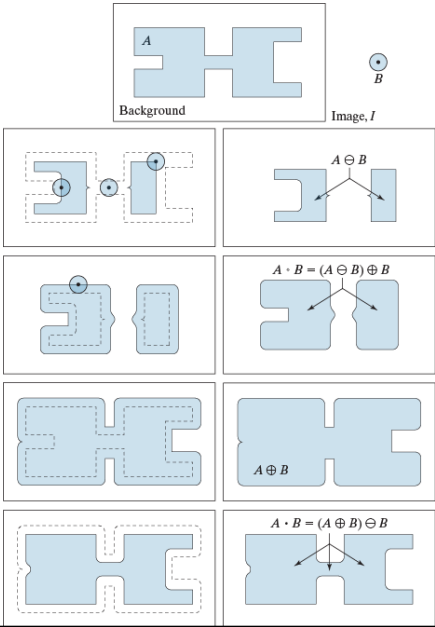 A
B
Background
Image, I
A ⊖ B
A ∘ B = (A ⊖ B) ⊕ B
A ⊕ B
A • B = (A ⊕ B) ⊖ B